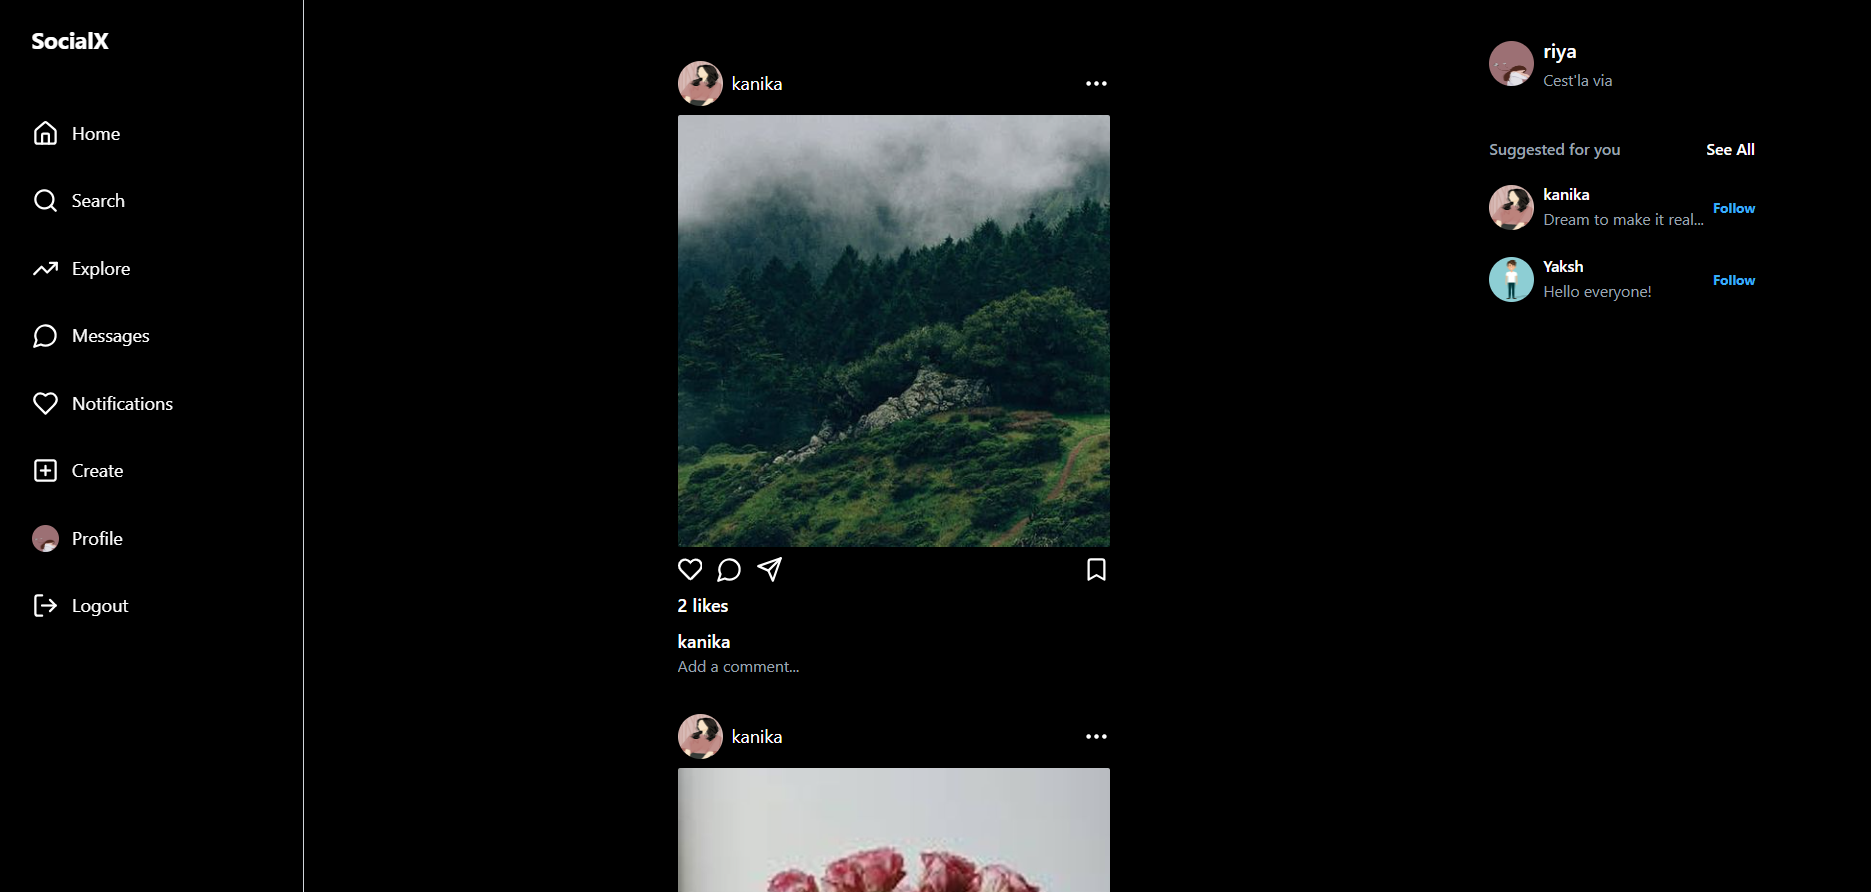 SocialX
Home
Search
Explore
Messages
Notifications
Create
Profile
Logout
kanika
2 likes
kanika
Add a comment...
kanika
riya
Cest'la via
Suggested for you See All
kanika
Dream to make it real...
Follow
Yaksh
Hello everyone!
Follow